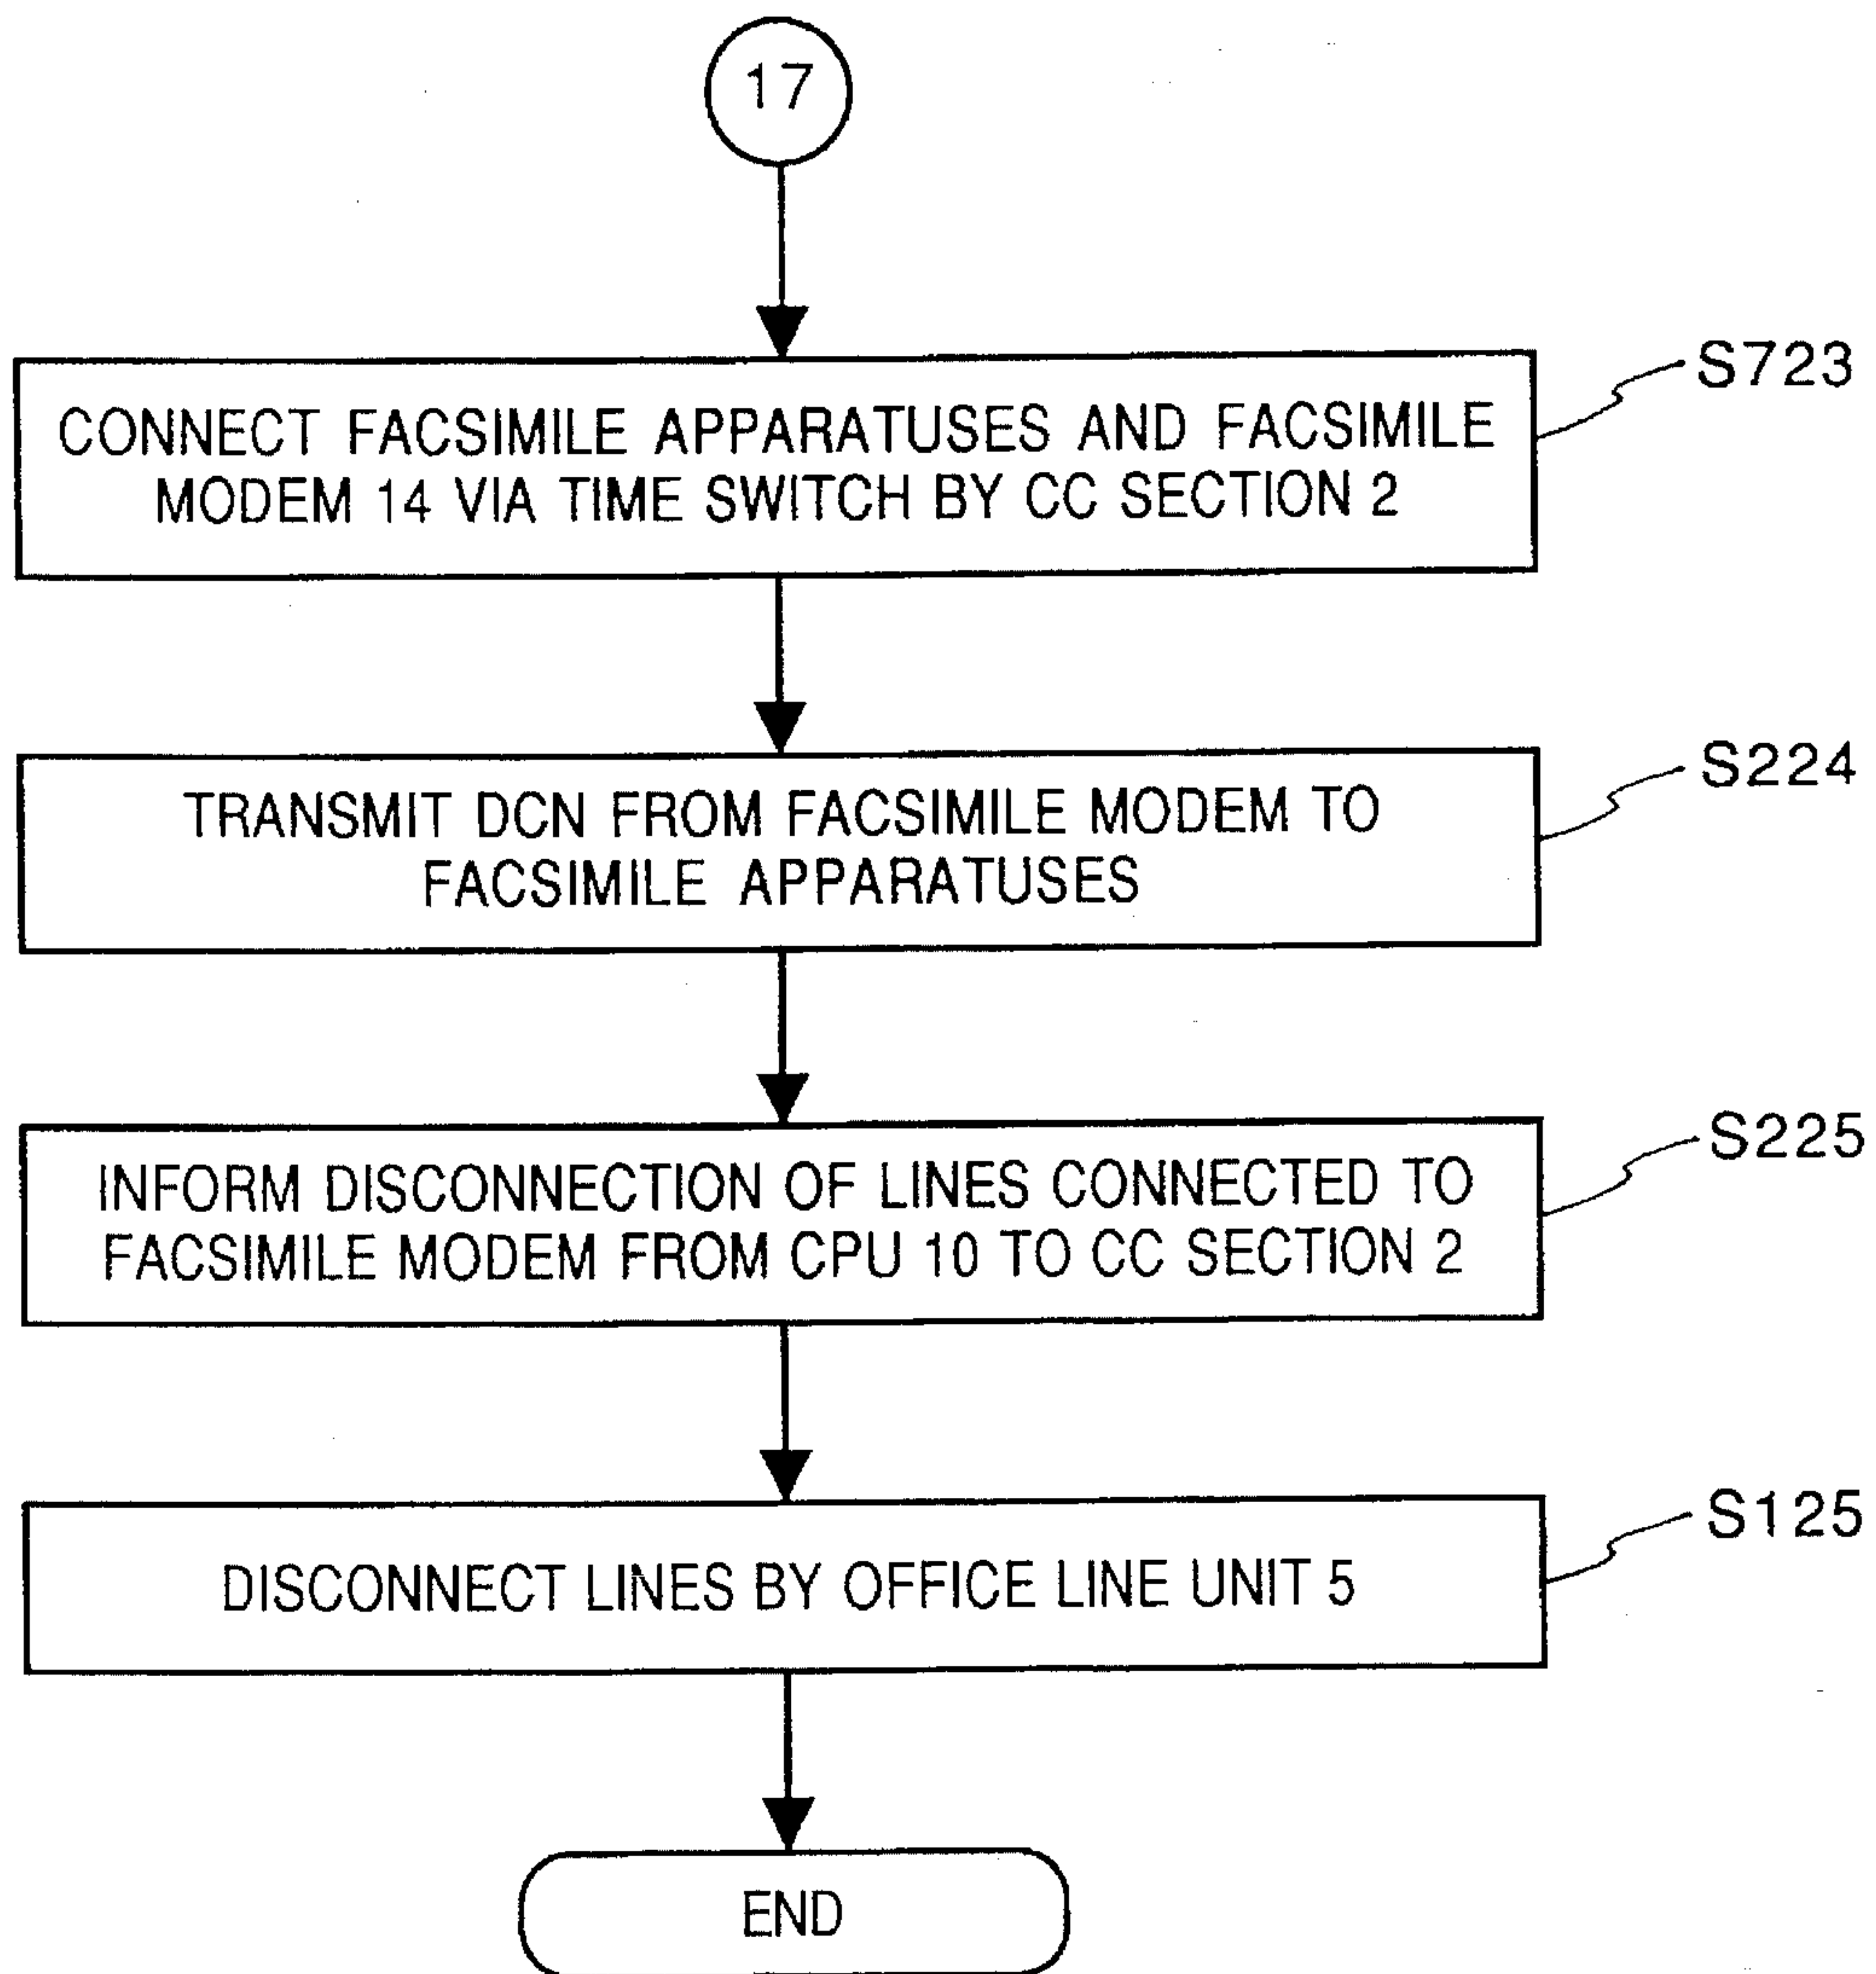 17
S723
CONNECT FACSIMILE APPARATUSES AND FACSIMILE
MODEM 14 VIA TIME SWITCH BY CC SECTION 2
S224
TRANSMIT DCN FROM FACSIMILE MODEM TO
FACSIMILE APPARATUSES
S225
INFORM DISCONNECTION OF LINES CONNECTED TO
FACSIMILE MODEM FROM CPU 10 TO CC SECTION 2
S125
DISCONNECT LINES BY OFFICE LINE UNIT 5
END